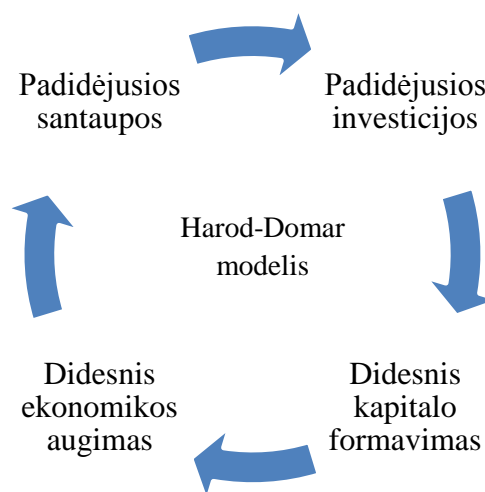 Padidėjusios
santaupos
Padidėjusios
investicijos
Harod-Domar
modelis
Didesnis
ekonomikos
augimas
Didesnis
kapitalo
formavimas